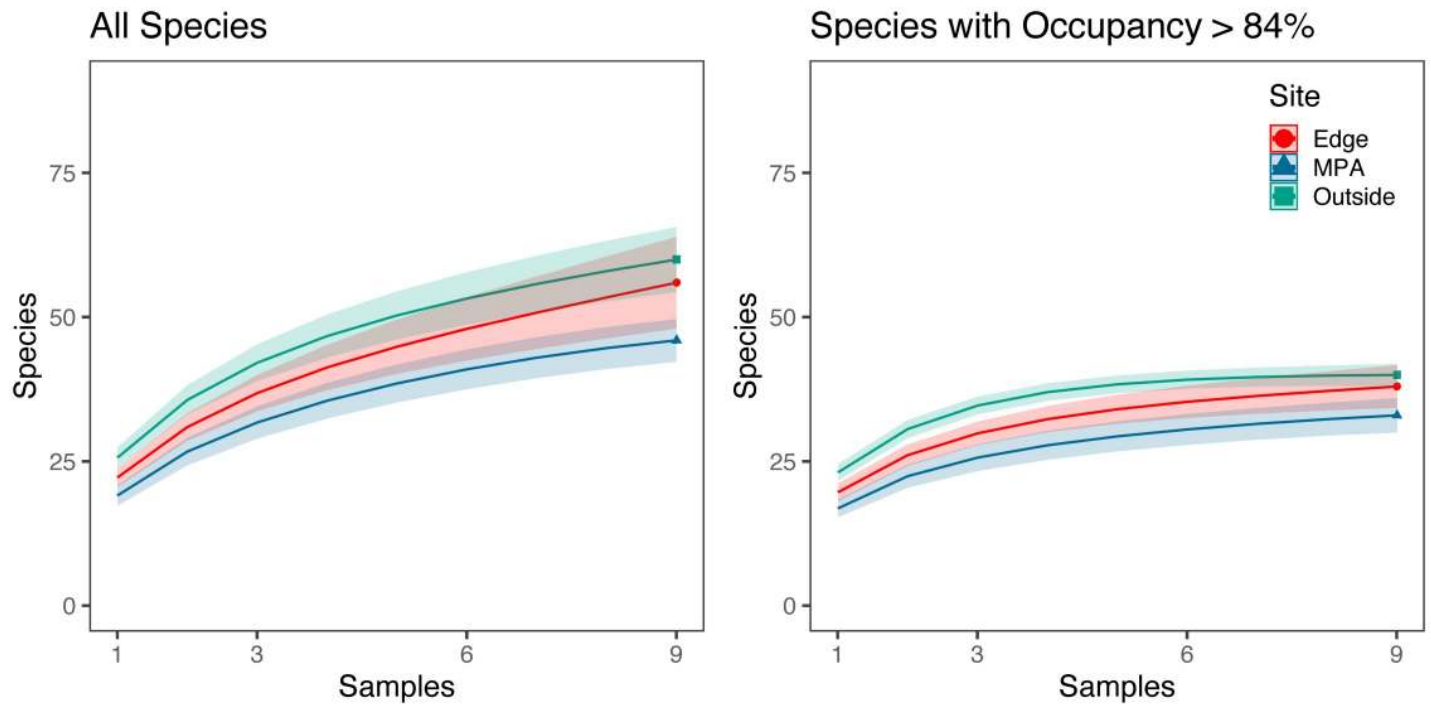 All Species
Species
75
50
25
0
1 3 6 9
Samples
Species with Occupancy > 84%
Species
75
50
25
0
1 3 6 9
Samples
Site
Edge
MPA
Outside